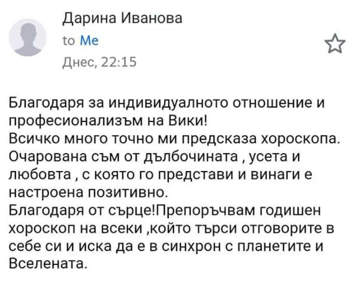 Дарина Иванова
to Me
Днес, 22:15
Благодаря за индивидуалното отношение и
професионализъм на Вики!
Всичко много точно ми предсказа хороскопа.
Очарована съм от дълбочината , усета и
любовта , с която го представи и винаги е
настроена позитивно.
Благодаря от сърце!Препоръчвам годишен
хороскоп на всеки ,който търси отговорите в
себе си и иска да е в синхрон с планетите и
Вселената.